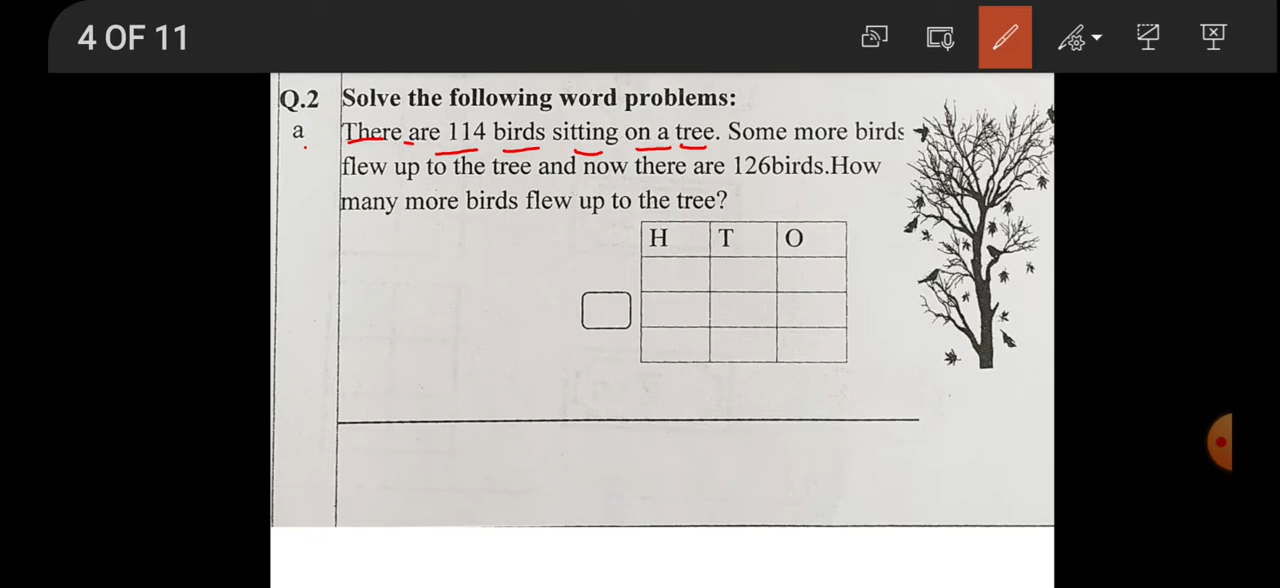 4 OF 11
Q.2 Solve the following word problems:
a There are 114 birds sitting on a tree. Some more birds
flew up to the tree and now there are 126birds.How
many more birds flew up to the tree?
H T O